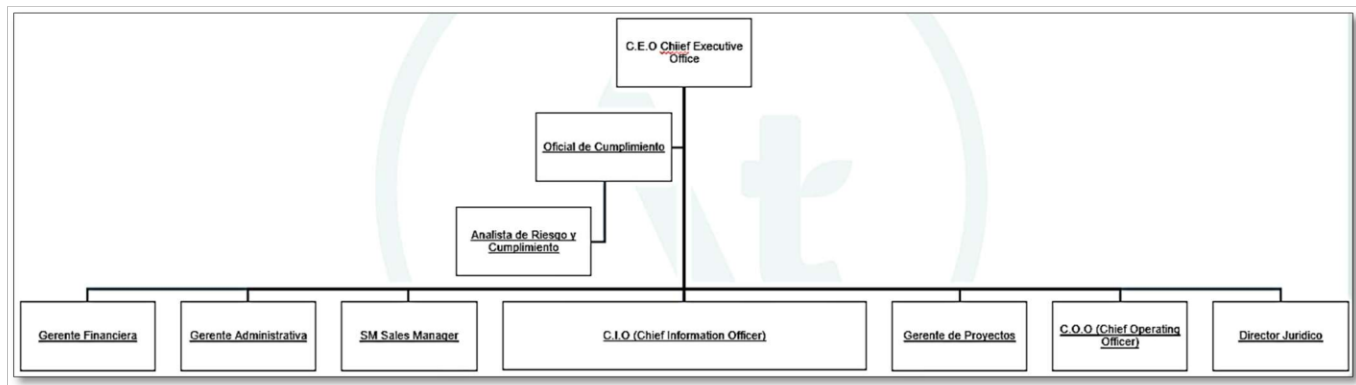 C.E.O Chiief Executive
Office
Oficial de Cumplimiento
Analista de Riesgo y
Cumplimiento
Gerente Financiera
Gerente Administrativa
SM Sales Manager
C.I.O (Chief Information Officer)
Gerente de Proyectos
C.O.O (Chief Operating
Officer)
Director Juridico
At